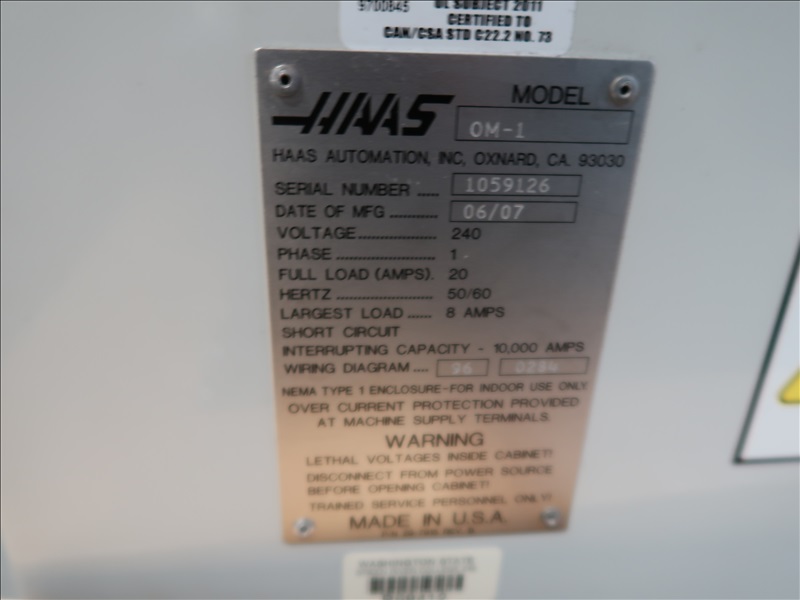 9700845 UL SUBJECT 2011
CERTIFIED TO
CAN/CSA STD C22.2 NO. 73
HAAS MODEL OM-1
HAAS AUTOMATION, INC, OXNARD, CA. 93030
SERIAL NUMBER ..... 1059126
DATE OF MFG ........... 06/07
VOLTAGE.................. 240
PHASE ....................... 1
FULL LOAD (AMPS). 20
HERTZ ...................... 50/60
LARGEST LOAD ...... 8 AMPS
SHORT CIRCUIT
INTERRUPTING CAPACITY - 10,000 AMPS
WIRING DIAGRAM .... 96 0284
NEMA TYPE 1 ENCLOSURE-FOR INDOOR USE ONLY
OVER CURRENT PROTECTION PROVIDED
AT MACHINE SUPPLY TERMINALS.
WARNING
LETHAL VOLTAGES INSIDE CABINET!
DISCONNECT FROM POWER SOURCE
BEFORE OPENING CABINET!
TRAINED SERVICE PERSONNEL ONLY!
MADE IN U.S.A.
WASHINGTON STATE